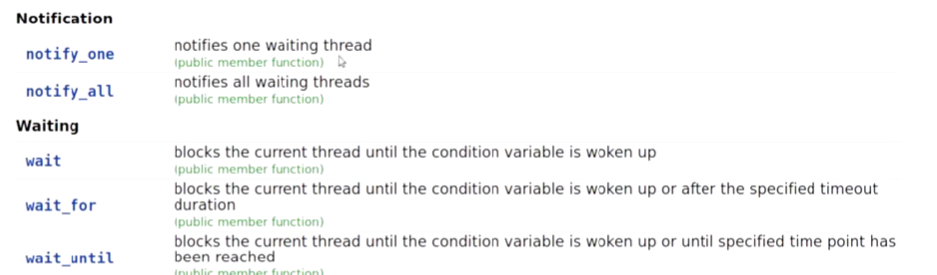 Notification
notify_one notifies one waiting thread
(public member function)
notify_all notifies all waiting threads
(public member function)
Waiting
wait blocks the current thread until the condition variable is woken up
(public member function)
wait_for blocks the current thread until the condition variable is woken up or after the specified timeout
duration
(public member function)
wait_until blocks the current thread until the condition variable is woken up or until specified time point has
been reached
(public member function)